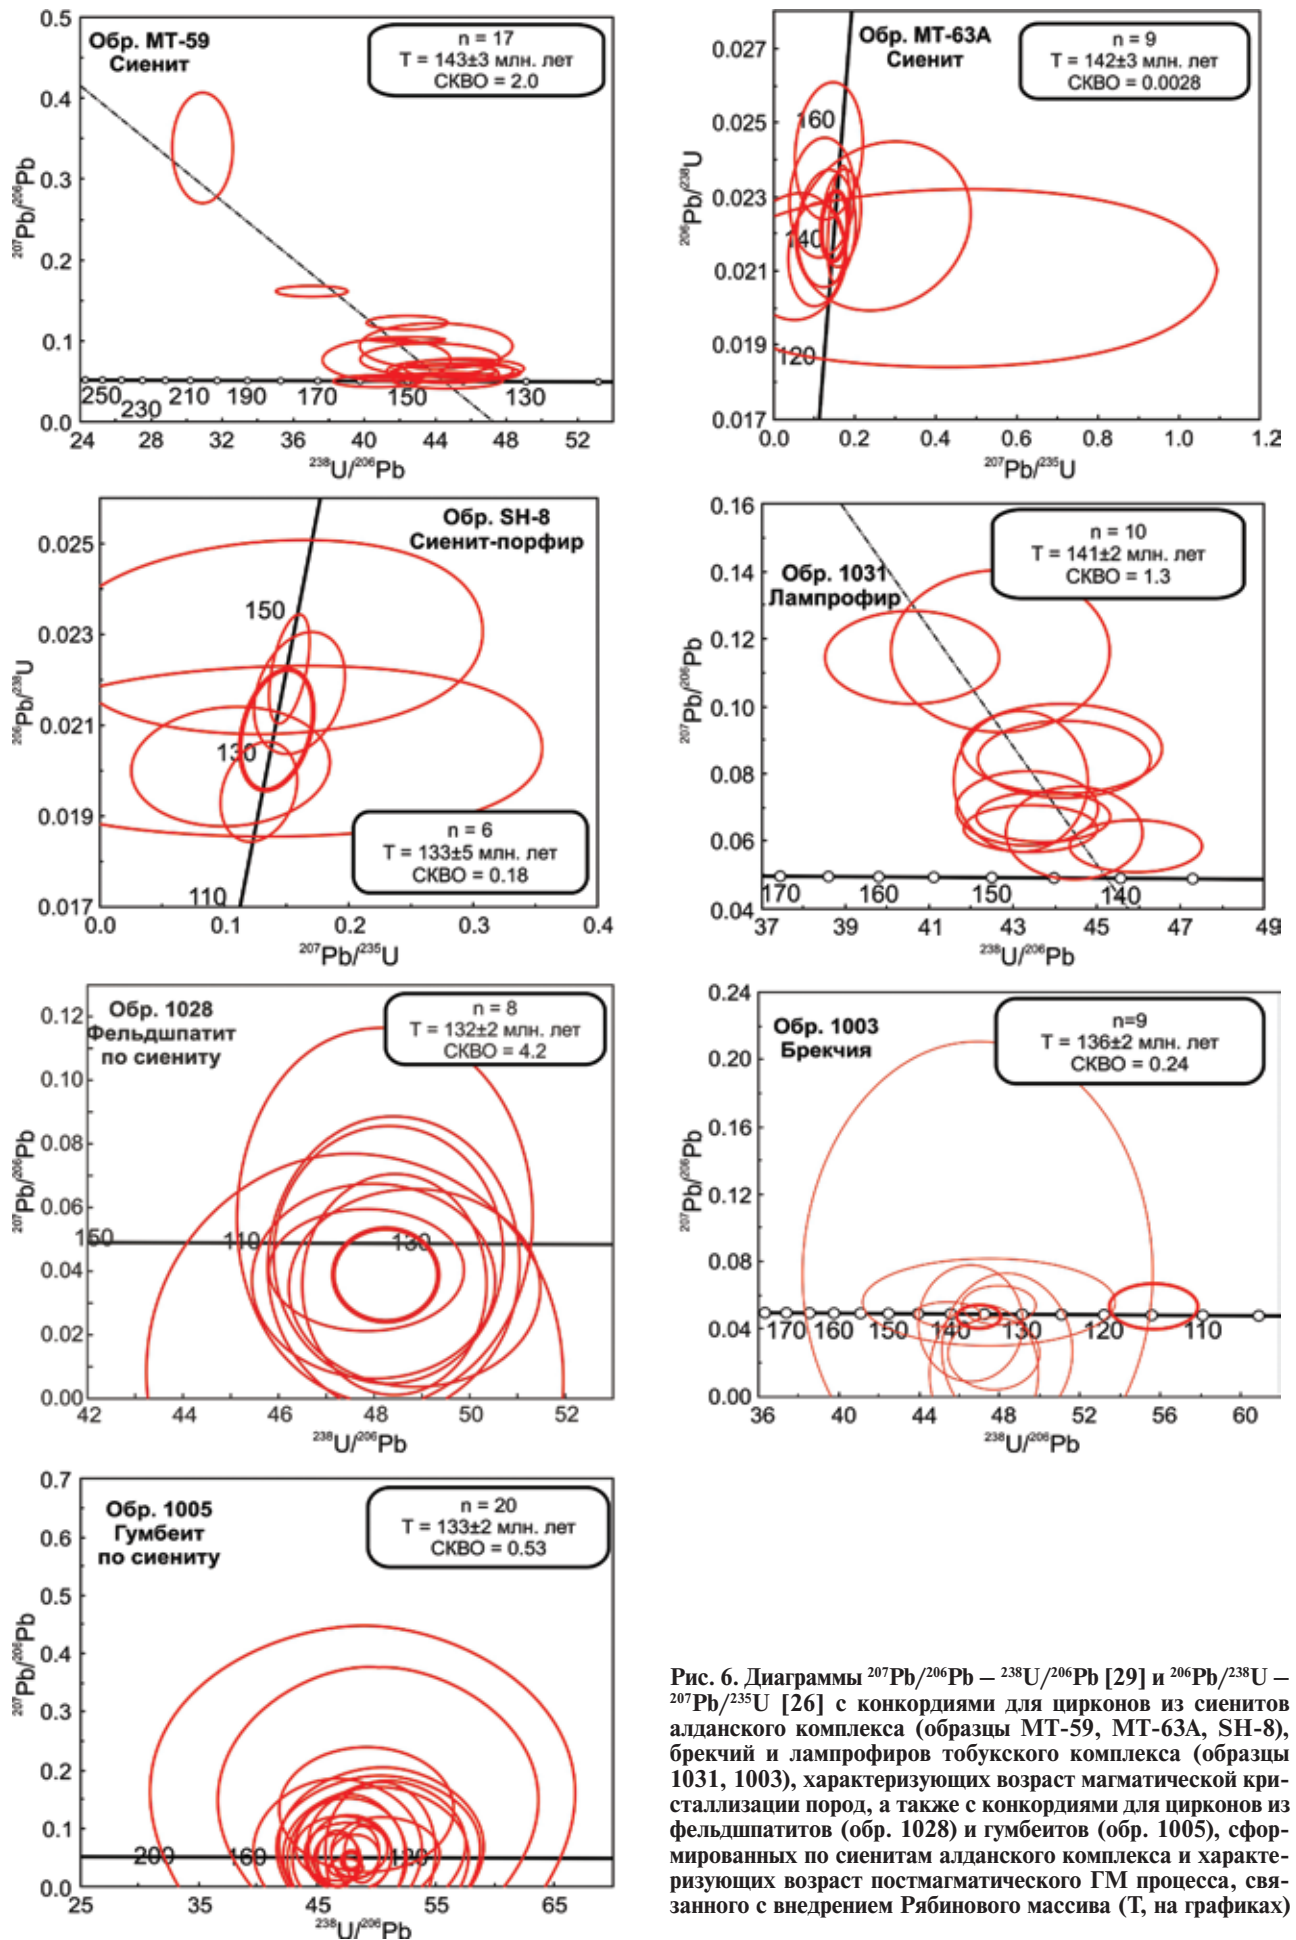 Обр. МТ-59
Сиенит
n = 17
T = 143±3 млн. лет
СКВО = 2.0
0.5
0.4
0.3
0.2
0.1
0.0
²⁰⁷Pb/²⁰⁶Pb
250
230
210
190
170
150
130
24 28 32 36 40 44 48 52
²³⁸U/²⁰⁶Pb
Обр. МТ-63А
Сиенит
n = 9
T = 142±3 млн. лет
СКВО = 0.0028
0.027
0.025
0.023
0.021
0.019
0.017
²⁰⁶Pb/²³⁸U
160
140
120
0.0 0.2 0.4 0.6 0.8 1.0 1.2
²⁰⁷Pb/²³⁵U
Обр. SH-8
Сиенит-порфир
n = 6
T = 133±5 млн. лет
СКВО = 0.18
0.025
0.023
0.021
0.019
0.017
²⁰⁶Pb/²³⁸U
150
130
110
0.0 0.1 0.2 0.3 0.4
²⁰⁷Pb/²³⁵U
Обр. 1031
Лампрофир
n = 10
T = 141±2 млн. лет
СКВО = 1.3
0.16
0.14
0.12
0.10
0.08
0.06
0.04
²⁰⁷Pb/²⁰⁶Pb
170 160 150 140
37 39 41 43 45 47 49
²³⁸U/²⁰⁶Pb
Обр. 1028
Фельдшпатит
по сиениту
n = 8
T = 132±2 млн. лет
СКВО = 4.2
0.12
0.10
0.08
0.06
0.04
0.02
0.00
²⁰⁷Pb/²⁰⁶Pb
150 110 130
42 44 46 48 50 52
²³⁸U/²⁰⁶Pb
Обр. 1003
Брекчия
n=9
T = 136±2 млн. лет
СКВО = 0.24
0.24
0.20
0.16
0.12
0.08
0.04
0.00
²⁰⁷Pb/²⁰⁶Pb
170 160 150 140 130 120 110
36 40 44 48 52 56 60
²³⁸U/²⁰⁶Pb
Обр. 1005
Гумбеит
по сиениту
n = 20
T = 133±2 млн. лет
СКВО = 0.53
0.7
0.6
0.5
0.4
0.3
0.2
0.1
0.0
²⁰⁷Pb/²⁰⁶Pb
200 160
25 35 45 55 65
²³⁸U/²⁰⁶Pb
Рис. 6. Диаграммы ²⁰⁷Pb/²⁰⁶Pb – ²³⁸U/²⁰⁶Pb [29] и ²⁰⁶Pb/²³⁸U –
²⁰⁷Pb/²³⁵U [26] с конкордиями для цирконов из сиенитов
алданского комплекса (образцы МТ-59, МТ-63А, SH-8),
брекчий и лампрофиров тобукского комплекса (образцы
1031, 1003), характеризующих возраст магматической кри-
сталлизации пород, а также с конкордиями для цирконов из
фельдшпатитов (обр. 1028) и гумбеитов (обр. 1005), сфор-
мированных по сиенитам алданского комплекса и характе-
ризующих возраст постмагматического ГМ процесса, свя-
занного с внедрением Рябинового массива (Т, на графиках)